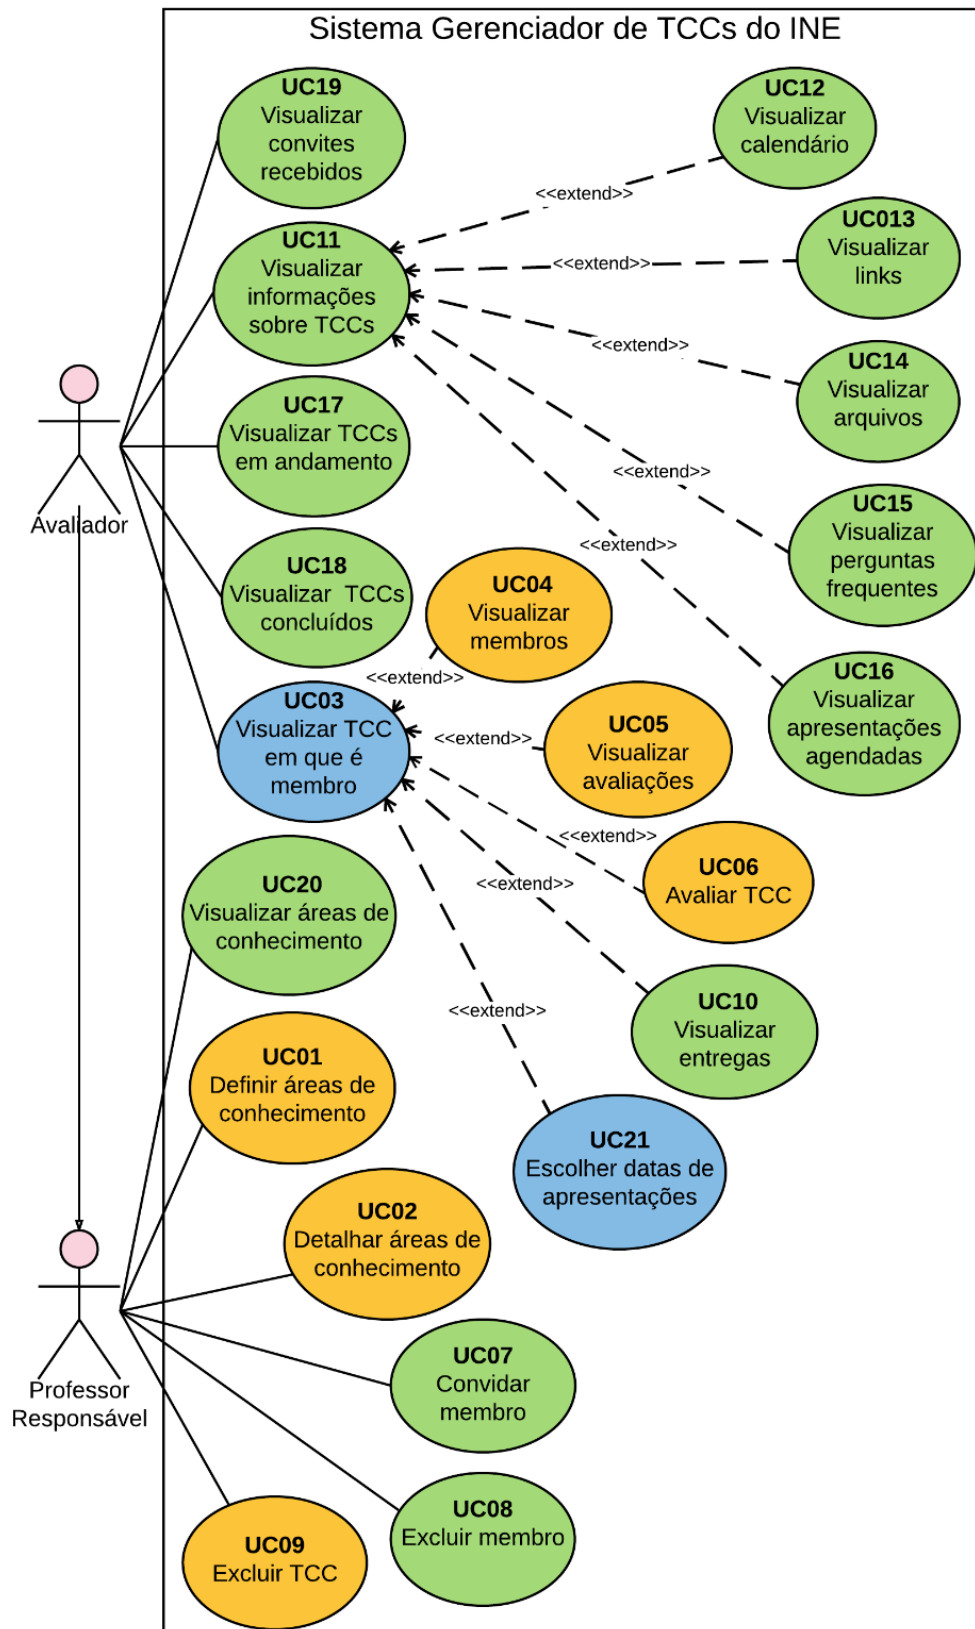 Sistema Gerenciador de TCCs do INE
UC19
Visualizar
convites
recebidos
UC12
Visualizar
calendário
<<extend>>
UC11
Visualizar
informações
sobre TCCs
UC013
Visualizar
links
<<extend>>
<<extend>>
UC14
Visualizar
arquivos
Avaliador
UC17
Visualizar TCCs
em andamento
<<extend>>
UC15
Visualizar
perguntas
frequentes
<<extend>>
UC18
Visualizar  TCCs
concluídos
UC04
Visualizar
membros
<<extend>>
UC16
Visualizar
apresentações
agendadas
UC03
Visualizar TCC
em que é
membro
<<extend>>
UC05
Visualizar
avaliações
<<extend>>
UC06
Avaliar TCC
UC20
Visualizar áreas de
conhecimento
<<extend>>
UC10
Visualizar
entregas
<<extend>>
UC01
Definir áreas de
conhecimento
UC21
Escolher datas de
apresentações
UC02
Detalhar áreas de
conhecimento
Professor
Responsável
UC07
Convidar
membro
UC08
Excluir membro
UC09
Excluir TCC